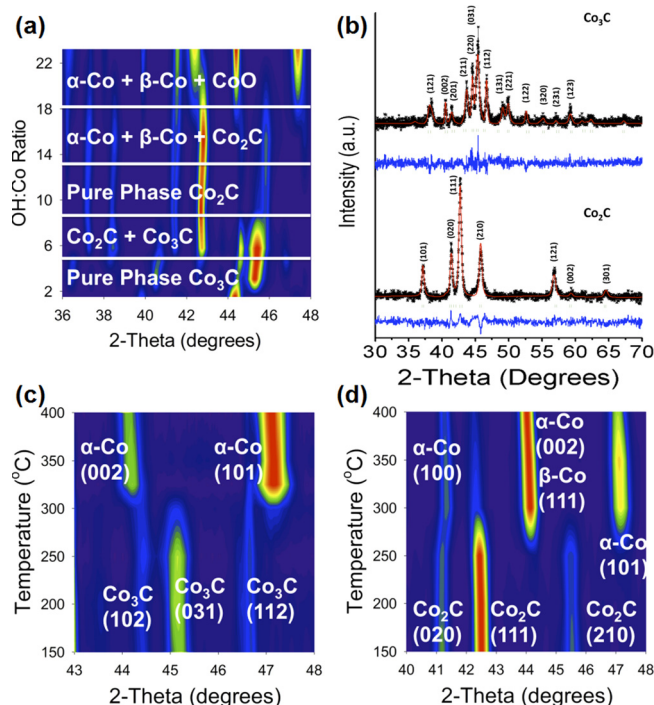 (a)
OH:Co Ratio
22
18
14
10
6
2
α-Co + β-Co + CoO
α-Co + β-Co + Co₂C
Pure Phase Co₂C
Co₂C + Co₃C
Pure Phase Co₃C
36 38 40 42 44 46 48
2-Theta (degrees)
(b)
Intensity (a.u.)
Co₃C
(121)
(002)
(201)
(211)
(220)
(031)
(112)
(131)
(221)
(122)
(320)
(231)
(123)
Co₂C
(101)
(020)
(111)
(210)
(121)
(002)
(301)
30 35 40 45 50 55 60 65 70
2-Theta (Degrees)
(c)
Temperature (°C)
400
350
300
250
200
150
α-Co
(002)
α-Co
(101)
Co₃C
(102)
Co₃C
(031)
Co₃C
(112)
43 44 45 46 47 48
2-Theta (degrees)
(d)
Temperature (°C)
400
350
300
250
200
150
α-Co
(100)
α-Co
(002)
β-Co
(111)
α-Co
(101)
Co₂C
(020)
Co₂C
(111)
Co₂C
(210)
40 41 42 43 44 45 46 47 48
2-Theta (degrees)